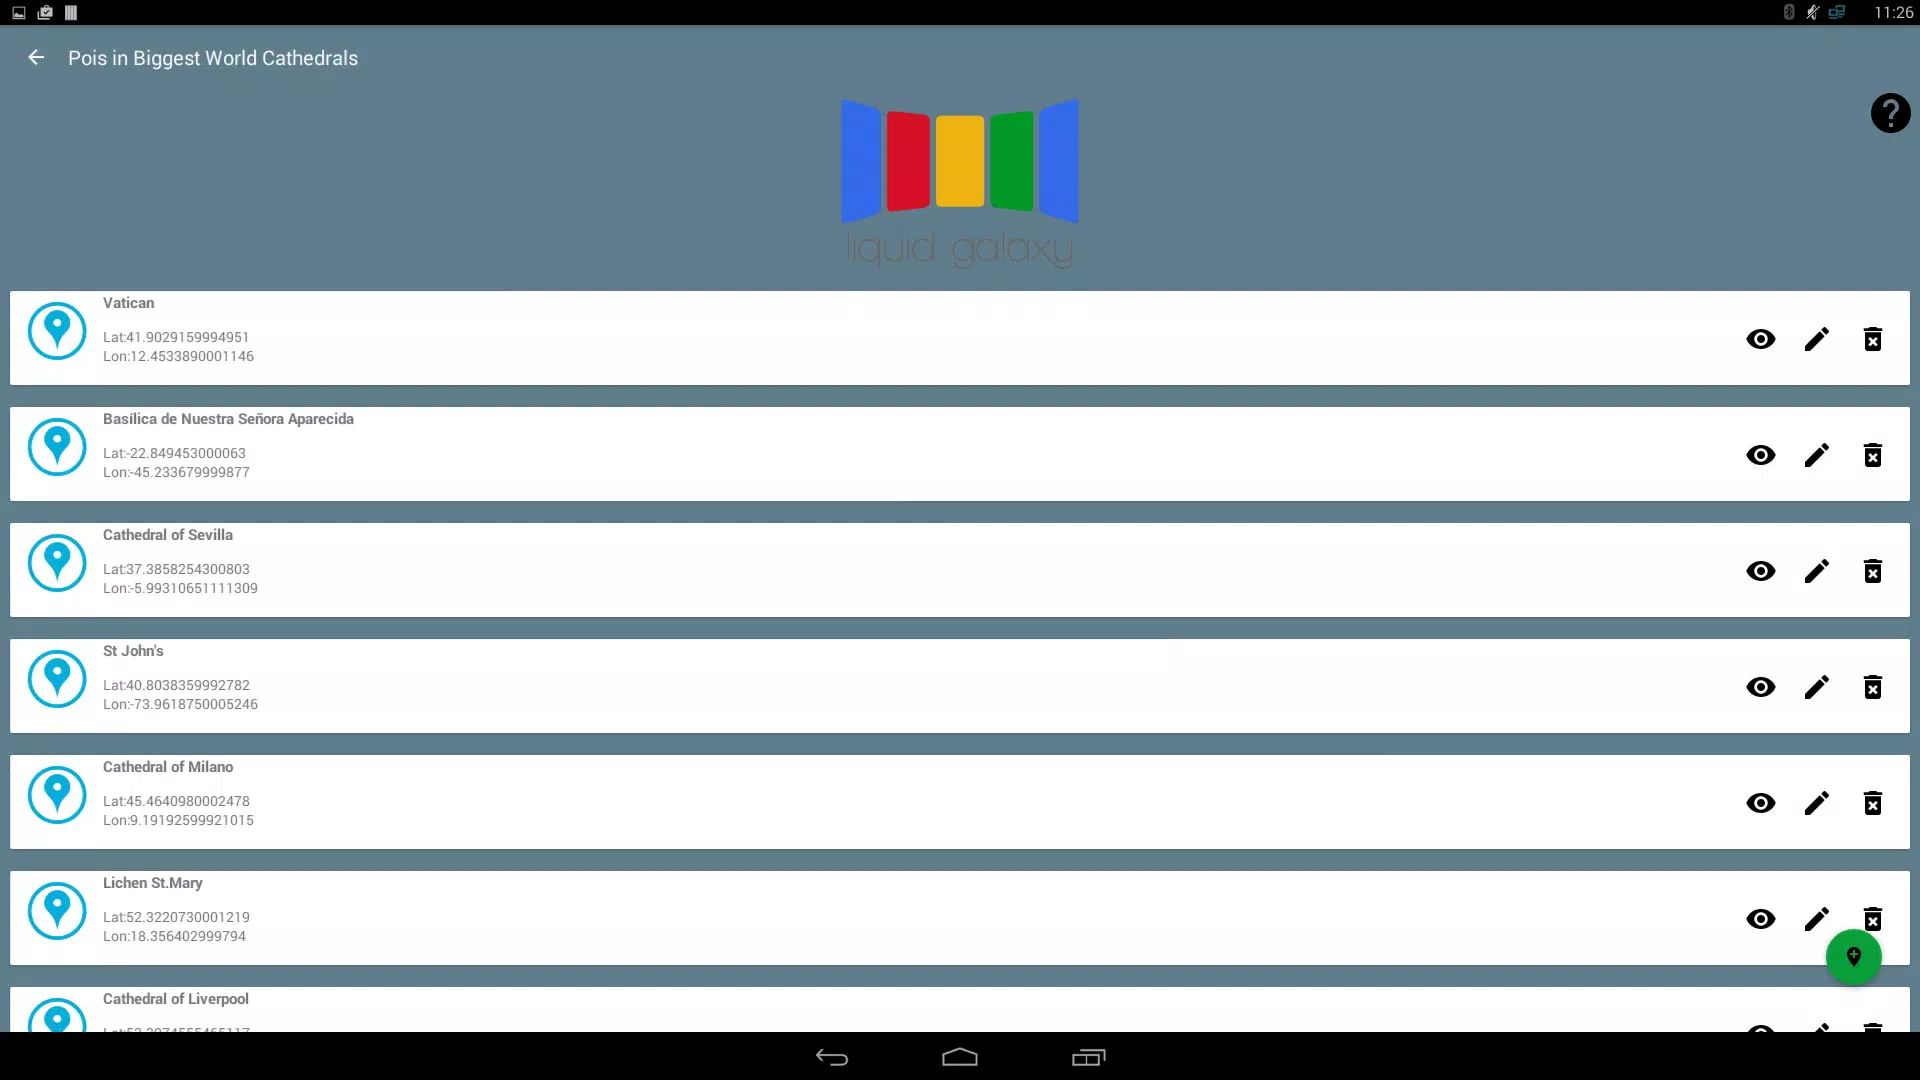 11:26
Pois in Biggest World Cathedrals
?
liquid galaxy
Vatican
Lat:41.9029159994951
Lon:12.4533890001146
Basílica de Nuestra Señora Aparecida
Lat:-22.849453000063
Lon:-45.233679999877
Cathedral of Sevilla
Lat:37.3858254300803
Lon:-5.99310651111309
St John's
Lat:40.8038359992782
Lon:-73.9618750005246
Cathedral of Milano
Lat:45.4640980002478
Lon:9.19192599921015
Lichen St.Mary
Lat:52.3220730001219
Lon:18.356402999794
Cathedral of Liverpool